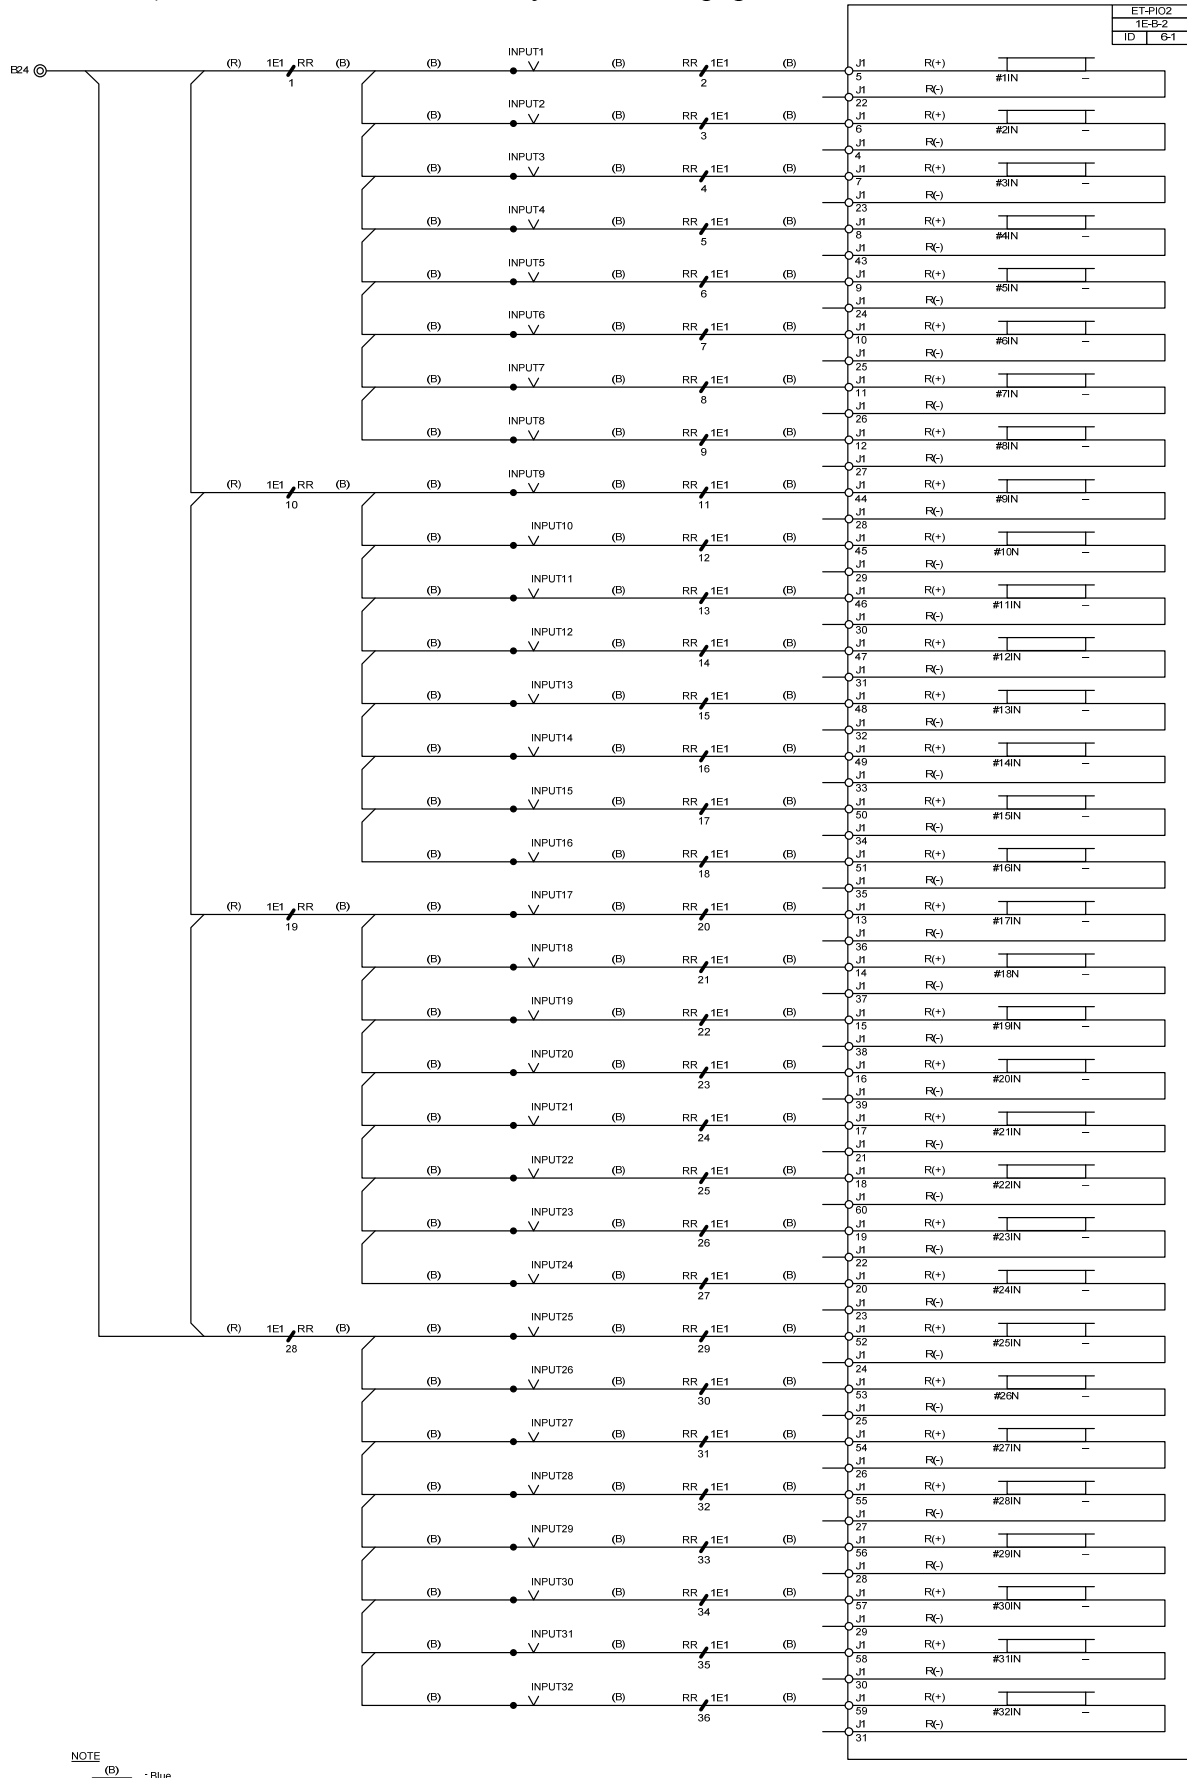 ET-PIO2
1E-B-2
ID 6-1
B24 (R) 1E1 RR (B) (B) INPUT1 (B) RR 1E1 (B) J1 R(+)
1 2 5 #1IN –
J1 R(-)
22
(B) INPUT2 (B) RR 1E1 (B) J1 R(+)
3 6 #2IN –
J1 R(-)
4
(B) INPUT3 (B) RR 1E1 (B) J1 R(+)
4 7 #3IN –
J1 R(-)
23
(B) INPUT4 (B) RR 1E1 (B) J1 R(+)
5 8 #4IN –
J1 R(-)
43
(B) INPUT5 (B) RR 1E1 (B) J1 R(+)
6 9 #5IN –
J1 R(-)
24
(B) INPUT6 (B) RR 1E1 (B) J1 R(+)
7 10 #6IN –
J1 R(-)
25
(B) INPUT7 (B) RR 1E1 (B) J1 R(+)
8 11 #7IN –
J1 R(-)
26
(B) INPUT8 (B) RR 1E1 (B) J1 R(+)
9 12 #8IN –
J1 R(-)
27
(R) 1E1 RR (B) (B) INPUT9 (B) RR 1E1 (B) J1 R(+)
10 11 44 #9IN –
J1 R(-)
28
(B) INPUT10 (B) RR 1E1 (B) J1 R(+)
12 45 #10N –
J1 R(-)
29
(B) INPUT11 (B) RR 1E1 (B) J1 R(+)
13 46 #11IN –
J1 R(-)
30
(B) INPUT12 (B) RR 1E1 (B) J1 R(+)
14 47 #12IN –
J1 R(-)
31
(B) INPUT13 (B) RR 1E1 (B) J1 R(+)
15 48 #13IN –
J1 R(-)
32
(B) INPUT14 (B) RR 1E1 (B) J1 R(+)
16 49 #14IN –
J1 R(-)
33
(B) INPUT15 (B) RR 1E1 (B) J1 R(+)
17 50 #15IN –
J1 R(-)
34
(B) INPUT16 (B) RR 1E1 (B) J1 R(+)
18 51 #16IN –
J1 R(-)
35
(R) 1E1 RR (B) (B) INPUT17 (B) RR 1E1 (B) J1 R(+)
19 20 13 #17IN –
J1 R(-)
36
(B) INPUT18 (B) RR 1E1 (B) J1 R(+)
21 14 #18N –
J1 R(-)
37
(B) INPUT19 (B) RR 1E1 (B) J1 R(+)
22 15 #19IN –
J1 R(-)
38
(B) INPUT20 (B) RR 1E1 (B) J1 R(+)
23 16 #20IN –
J1 R(-)
39
(B) INPUT21 (B) RR 1E1 (B) J1 R(+)
24 17 #21IN –
J1 R(-)
21
(B) INPUT22 (B) RR 1E1 (B) J1 R(+)
25 18 #22IN –
J1 R(-)
60
(B) INPUT23 (B) RR 1E1 (B) J1 R(+)
26 19 #23IN –
J1 R(-)
22
(B) INPUT24 (B) RR 1E1 (B) J1 R(+)
27 20 #24IN –
J1 R(-)
23
(R) 1E1 RR (B) (B) INPUT25 (B) RR 1E1 (B) J1 R(+)
28 29 52 #25IN –
J1 R(-)
24
(B) INPUT26 (B) RR 1E1 (B) J1 R(+)
30 53 #26N –
J1 R(-)
25
(B) INPUT27 (B) RR 1E1 (B) J1 R(+)
31 54 #27IN –
J1 R(-)
26
(B) INPUT28 (B) RR 1E1 (B) J1 R(+)
32 55 #28IN –
J1 R(-)
27
(B) INPUT29 (B) RR 1E1 (B) J1 R(+)
33 56 #29IN –
J1 R(-)
28
(B) INPUT30 (B) RR 1E1 (B) J1 R(+)
34 57 #30IN –
J1 R(-)
29
(B) INPUT31 (B) RR 1E1 (B) J1 R(+)
35 58 #31IN –
J1 R(-)
30
(B) INPUT32 (B) RR 1E1 (B) J1 R(+)
36 59 #32IN –
J1 R(-)
31
NOTE
(B) : Blue